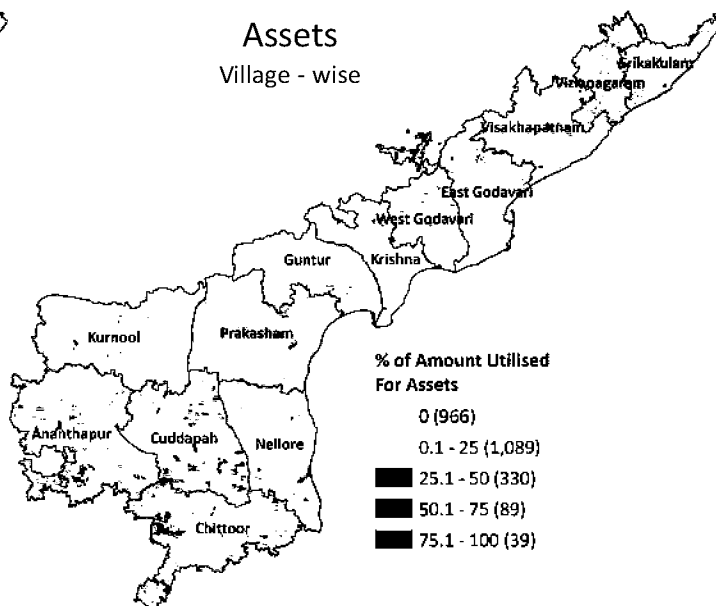 Assets
Village - wise
Srikakulam
Vizianagaram
Visakhapatnam
East Godavari
West Godavari
Krishna
Guntur
Prakasham
Kurnool
Ananthapur
Cuddapah
Nellore
Chittoor
% of Amount Utilised
For Assets
0 (966)
0.1 - 25 (1,089)
25.1 - 50 (330)
50.1 - 75 (89)
75.1 - 100 (39)